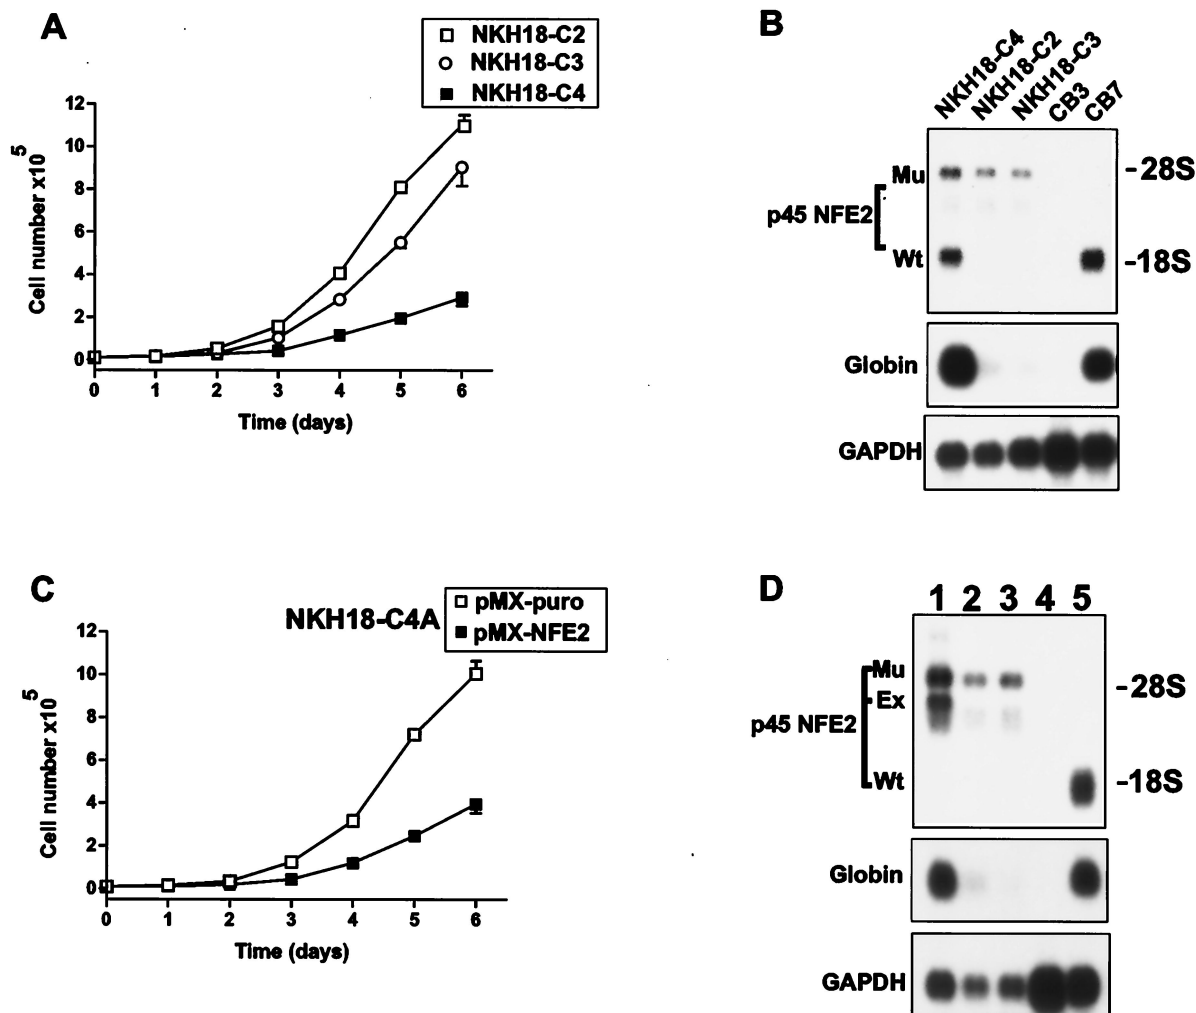 A
NKH18-C2
NKH18-C3
NKH18-C4
Cell number x10 5
12
10
8
6
4
2
0
0 1 2 3 4 5 6
Time (days)
B
NKH18-C4
NKH18-C2
NKH18-C3
CB3
CB7
Mu
p45 NFE2
Wt
-28S
-18S
Globin
GAPDH
C
NKH18-C4A
pMX-puro
pMX-NFE2
Cell number x10 5
12
10
8
6
4
2
0
0 1 2 3 4 5 6
Time (days)
D
1 2 3 4 5
Mu
Ex
p45 NFE2
Wt
-28S
-18S
Globin
GAPDH